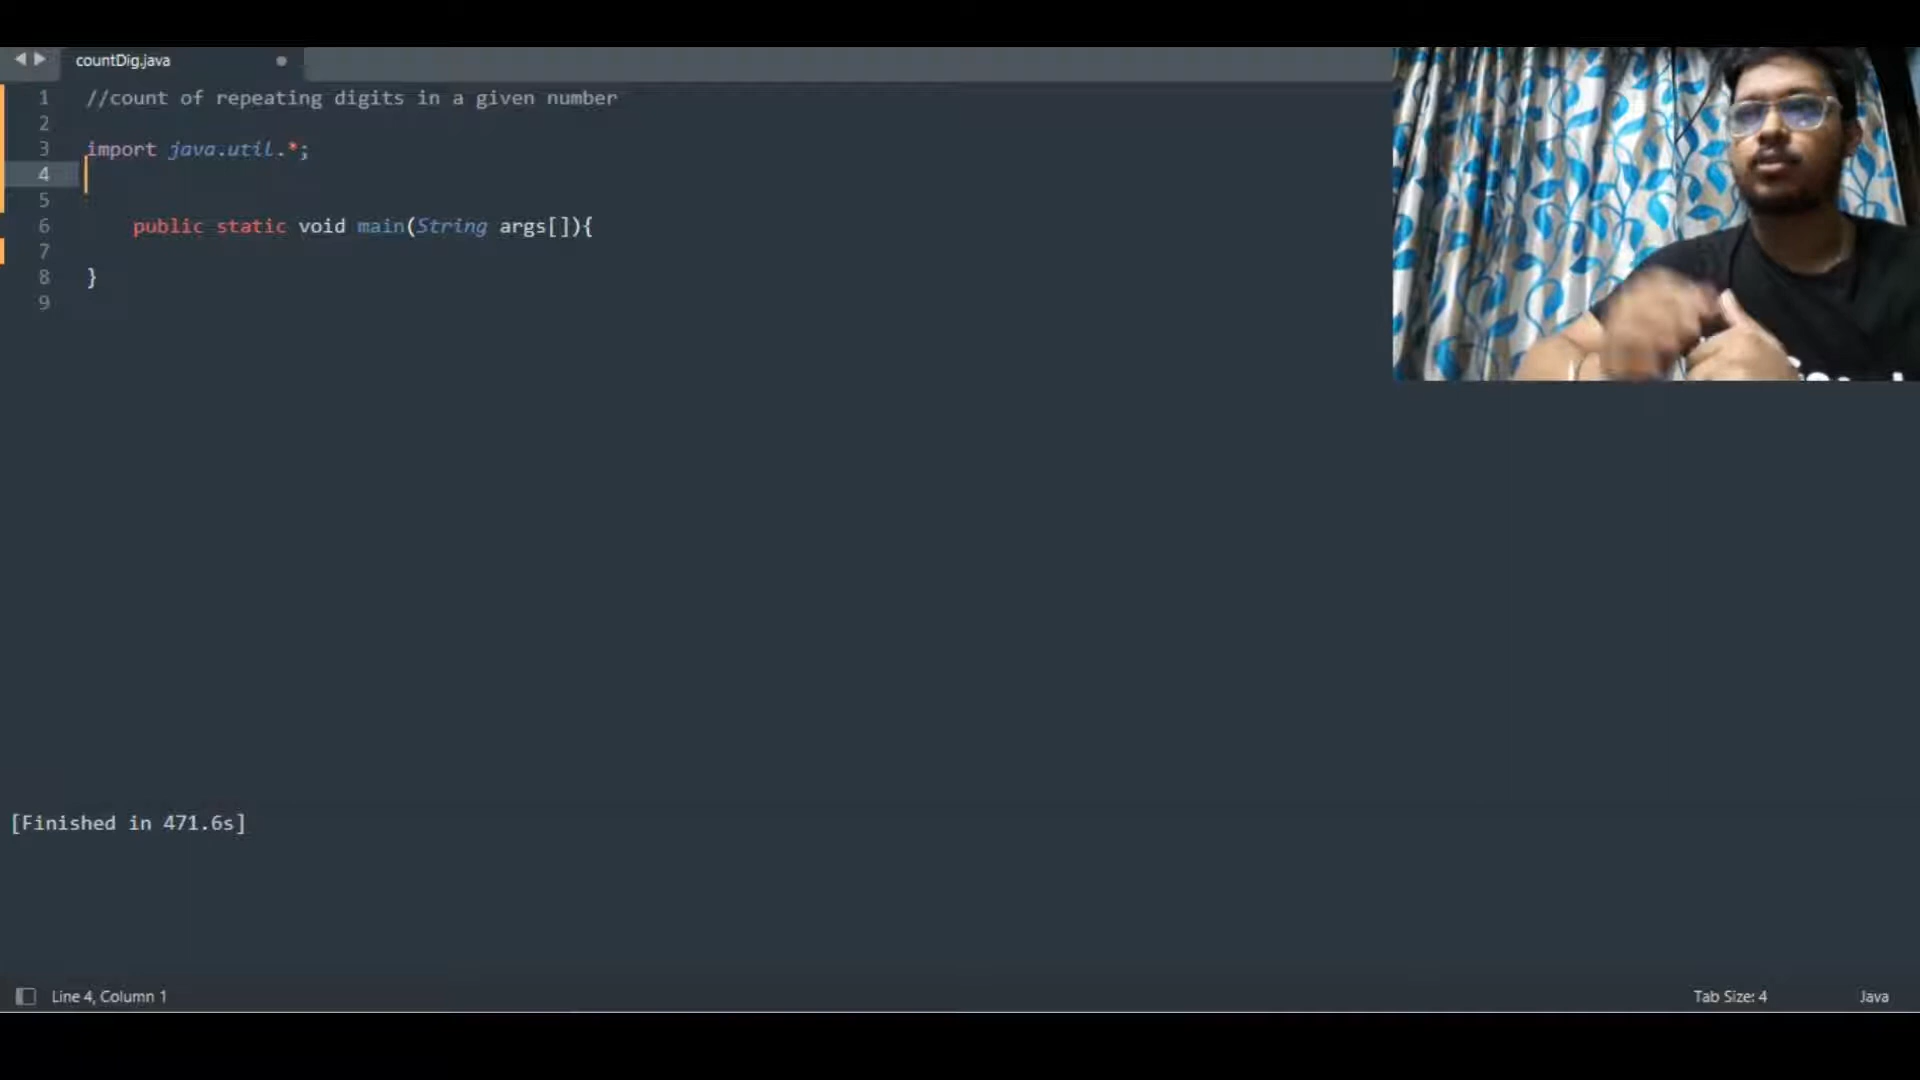 countDig.java
1 //count of repeating digits in a given number
2
3 import java.util.*;
4
5
6 public static void main(String args[]){
7
8 }
9
[Finished in 471.6s]
Line 4, Column 1
Tab Size: 4
Java